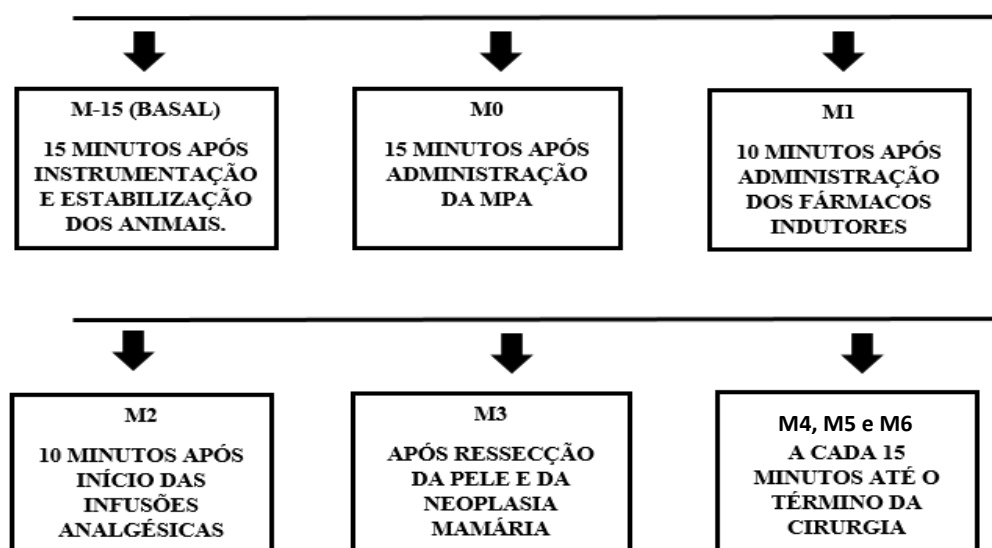 M-15 (BASAL)
15 MINUTOS APÓS
INSTRUMENTAÇÃO
E ESTABILIZAÇÃO
DOS ANIMAIS.
M0
15 MINUTOS APÓS
ADMINISTRAÇÃO
DA MPA
M1
10 MINUTOS APÓS
ADMINISTRAÇÃO
DOS FÁRMACOS
INDUTORES
M2
10 MINUTOS APÓS
INÍCIO DAS
INFUSÕES
ANALGÉSICAS
M3
APÓS RESSECÇÃO
DA PELE E DA
NEOPLASIA
MAMÁRIA
M4, M5 e M6
A CADA 15
MINUTOS ATÉ O
TÉRMINO DA
CIRURGIA